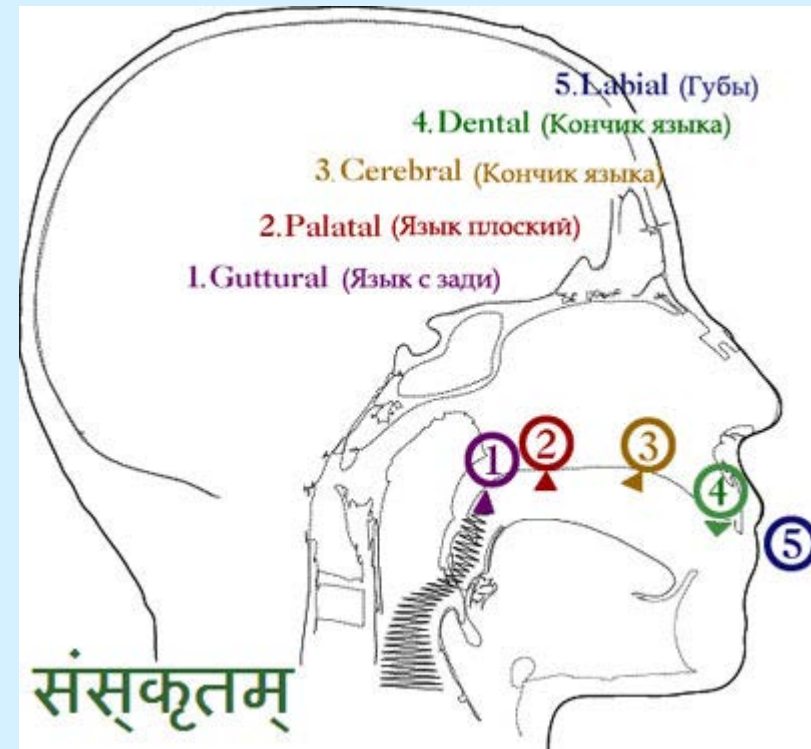 5.Labial (Губы)
4.Dental (Кончик языка)
3.Cerebral (Кончик языка)
2.Palatal (Язык плоский)
1.Guttural (Язык с зади)
1
2
3
4
5
संस्‌कृतम्